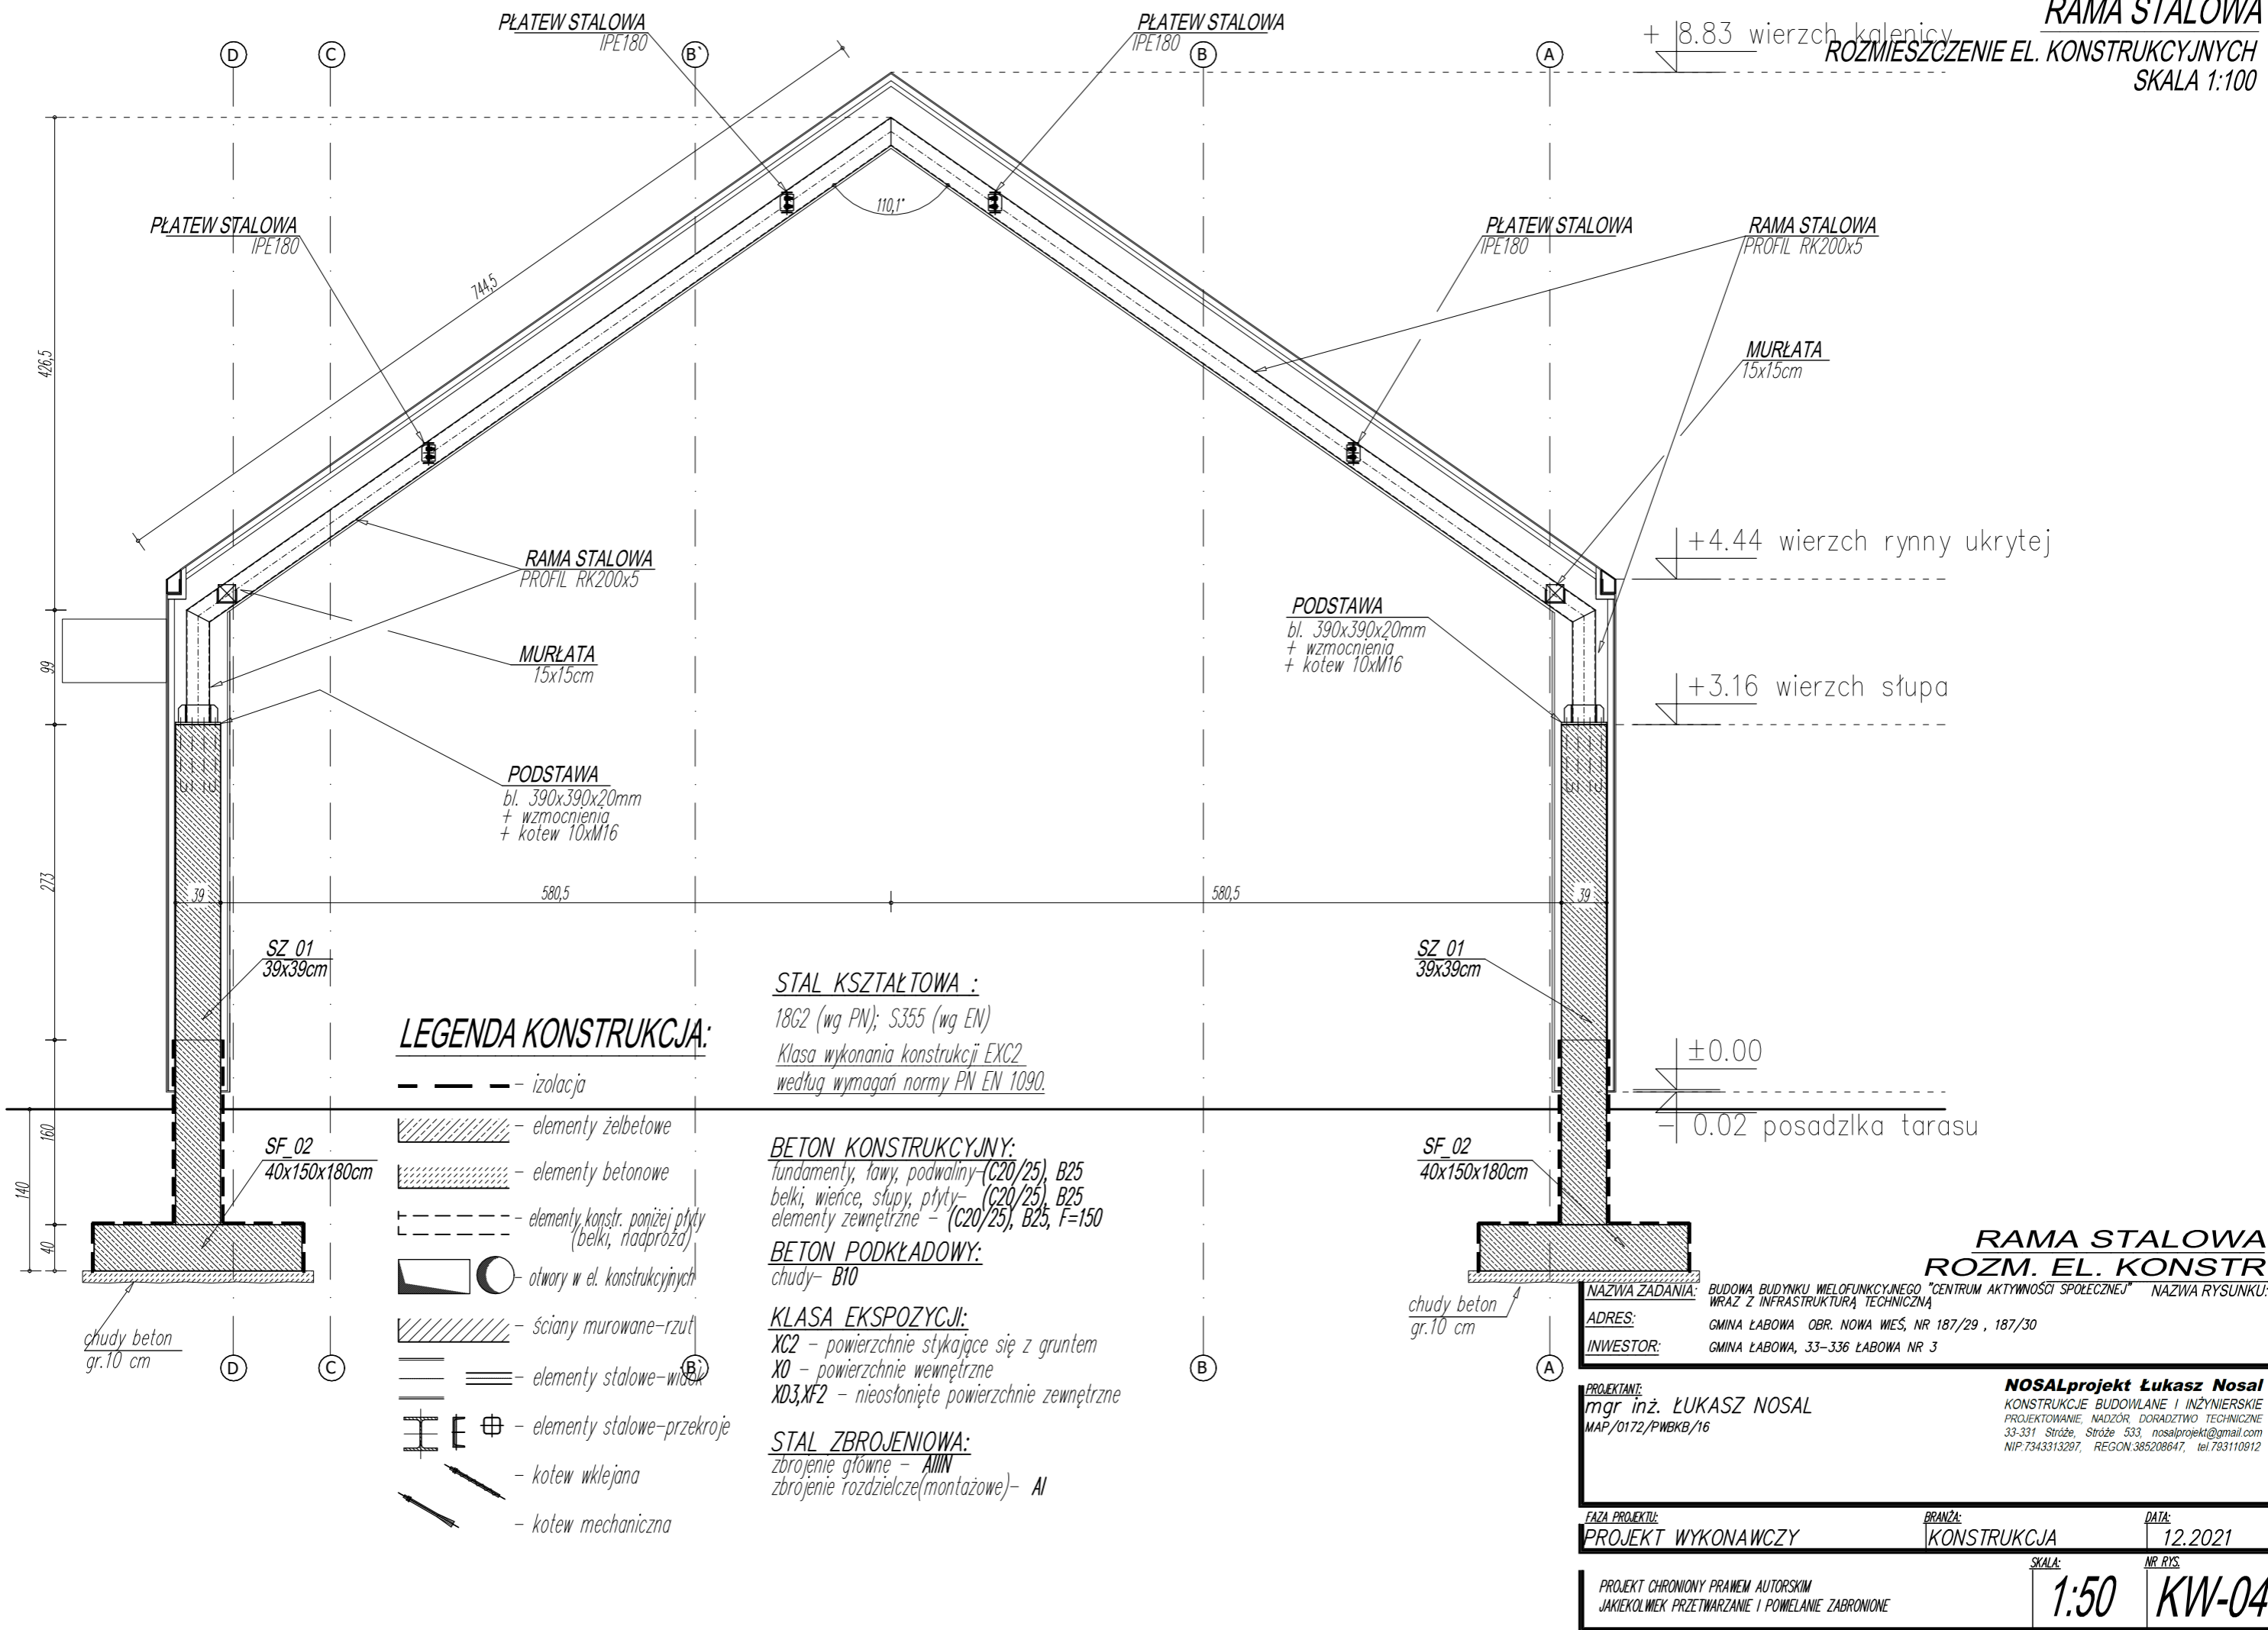 RAMA STALOWA
ROZMIESZCZENIE EL. KONSTRUKCYJNYCH
SKALA 1:100
+ 8.83 wierzch kalenicy
D
C
B`
B
A
PŁATEW STALOWA
IPE180
PŁATEW STALOWA
IPE180
PŁATEW STALOWA
IPE180
PŁATEW STALOWA
IPE180
RAMA STALOWA
PROFIL RK200x5
110,1°
744,5
426,5
MURŁATA
15x15cm
+4.44 wierzch rynny ukrytej
RAMA STALOWA
PROFIL RK200x5
PODSTAWA
bl. 390x390x20mm
+ wzmocnienia
+ kotew 10xM16
99
MURŁATA
15x15cm
+3.16 wierzch słupa
PODSTAWA
bl. 390x390x20mm
+ wzmocnienia
+ kotew 10xM16
273
39
580,5
580,5
39
SZ_01
39x39cm
SZ_01
39x39cm
±0.00
- 0.02 posadzlka tarasu
160
140
40
SF_02
40x150x180cm
SF_02
40x150x180cm
chudy beton
gr.10 cm
chudy beton
gr.10 cm
D
C
B`
B
A
LEGENDA KONSTRUKCJA:
- izolacja
- elementy żelbetowe
- elementy betonowe
- elementy konstr. poniżej płyty
(belki, nadproża)
- otwory w el. konstrukcyjnych
- ściany murowane-rzut
- elementy stalowe-widok
- elementy stalowe-przekroje
- kotew wklejana
- kotew mechaniczna
STAL KSZTAŁTOWA :
18G2 (wg PN); S355 (wg EN)
Klasa wykonania konstrukcji EXC2
według wymagań normy PN EN 1090.
BETON KONSTRUKCYJNY:
fundamenty, ławy, podwaliny-(C20/25), B25
belki, wieńce, słupy, płyty- (C20/25), B25
elementy zewnętrzne - (C20/25), B25, F=150
BETON PODKŁADOWY:
chudy- B10
KLASA EKSPOZYCJI:
XC2 - powierzchnie stykające się z gruntem
X0 - powierzchnie wewnętrzne
XD3,XF2 - nieosłonięte powierzchnie zewnętrzne
STAL ZBROJENIOWA:
zbrojenie główne - AIIIN
zbrojenie rozdzielcze(montażowe)- AI
RAMA STALOWA
ROZM. EL. KONSTR
NAZWA ZADANIA: BUDOWA BUDYNKU WIELOFUNKCYJNEGO "CENTRUM AKTYWNOŚCI SPOŁECZNEJ" NAZWA RYSUNKU:
WRAZ Z INFRASTRUKTURĄ TECHNICZNĄ
ADRES: GMINA ŁABOWA OBR. NOWA WIEŚ, NR 187/29 , 187/30
INWESTOR: GMINA ŁABOWA, 33-336 ŁABOWA NR 3
PROJEKTANT:
mgr inż. ŁUKASZ NOSAL
MAP/0172/PWBKB/16
NOSALprojekt Łukasz Nosal
KONSTRUKCJE BUDOWLANE I INŻYNIERSKIE
PROJEKTOWANIE, NADZÓR, DORADZTWO TECHNICZNE
33-331 Stróże, Stróże 533, nosalprojekt@gmail.com
NIP:7343313297, REGON:385208647, tel.793110912
FAZA PROJEKTU:
PROJEKT WYKONAWCZY
BRANŻA:
KONSTRUKCJA
DATA:
12.2021
PROJEKT CHRONIONY PRAWEM AUTORSKIM
JAKIEKOLWIEK PRZETWARZANIE I POWIELANIE ZABRONIONE
SKALA:
1:50
NR RYS.
KW-04